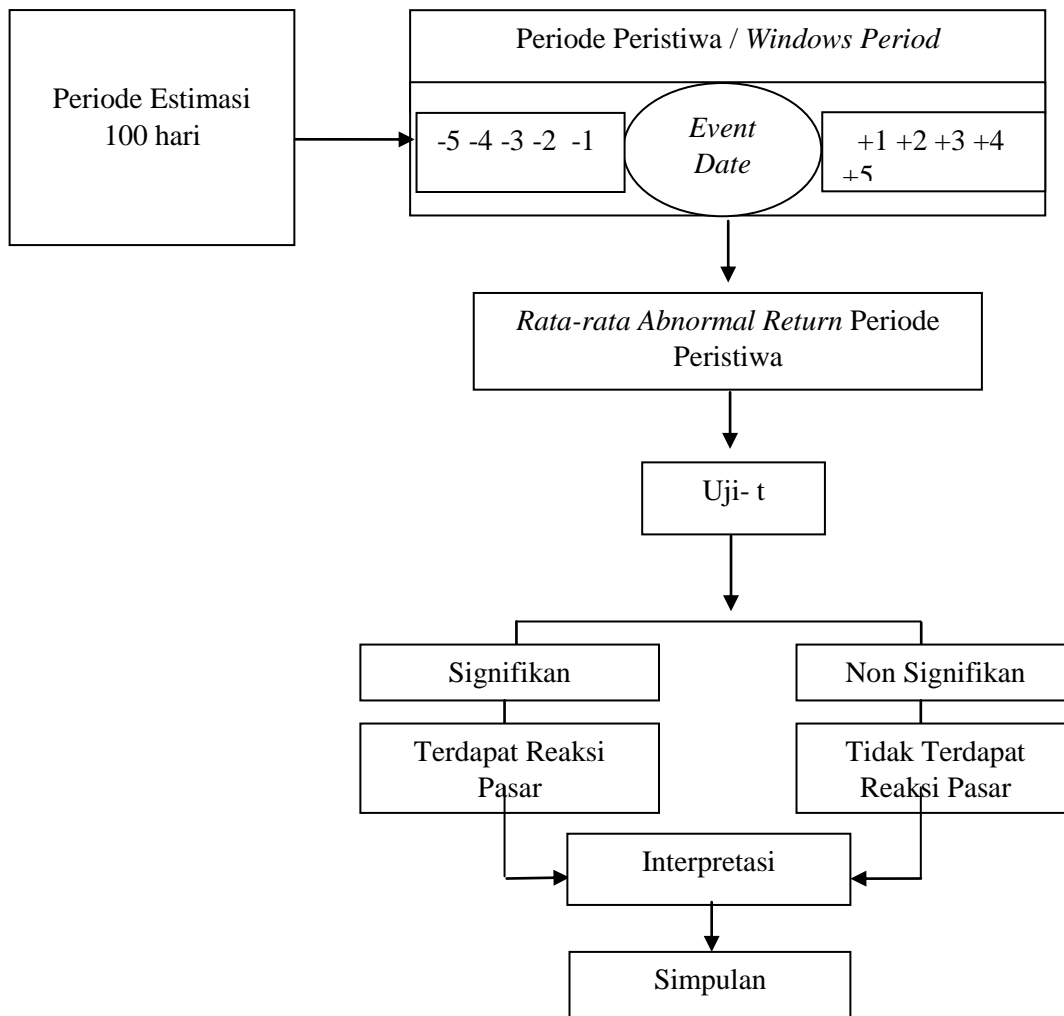 Periode Peristiwa / Windows Period
Periode Estimasi
100 hari
-5 -4 -3 -2 -1
Event
Date
+1 +2 +3 +4
+5
Rata-rata Abnormal Return Periode
Peristiwa
Uji- t
Signifikan
Non Signifikan
Terdapat Reaksi
Pasar
Tidak Terdapat
Reaksi Pasar
Interpretasi
Simpulan